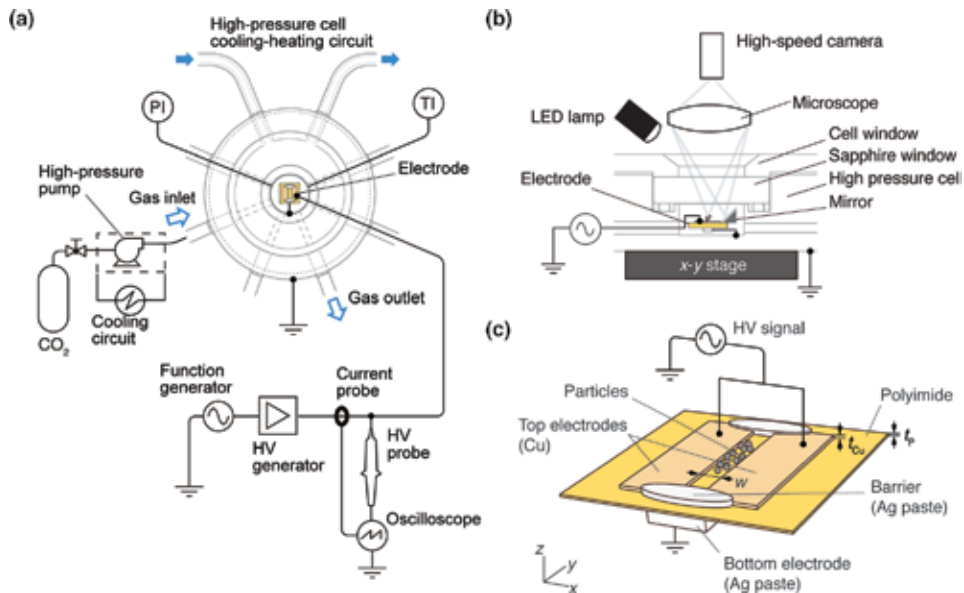 (a)
High-pressure cell
cooling-heating circuit
PI
TI
Electrode
High-pressure
pump
Gas inlet
Gas outlet
Cooling
circuit
CO2
Function
generator
HV
generator
Current
probe
HV
probe
Oscilloscope
(b)
High-speed camera
LED lamp
Microscope
Cell window
Sapphire window
High pressure cell
Mirror
Electrode
x-y stage
(c)
HV signal
Particles
Top electrodes
(Cu)
Polyimide
tCu
tP
w
Barrier
(Ag paste)
Bottom electrode
(Ag paste)
z
y
x